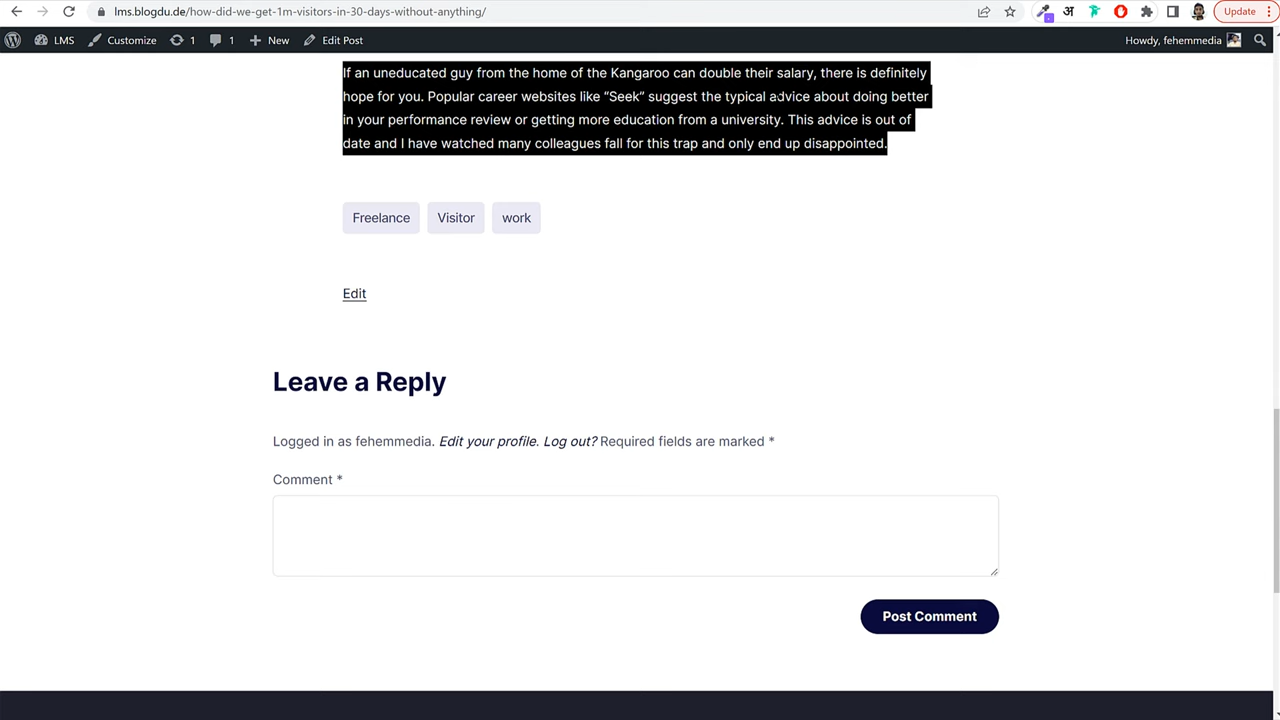 lms.blogdu.de/how-did-we-get-1m-visitors-in-30-days-without-anything/
अ
Update
LMS
Customize
1
1
New
Edit Post
Howdy, fehemmedia
If an uneducated guy from the home of the Kangaroo can double their salary, there is definitely
hope for you. Popular career websites like “Seek” suggest the typical advice about doing better
in your performance review or getting more education from a university. This advice is out of
date and I have watched many colleagues fall for this trap and only end up disappointed.
Freelance
Visitor
work
Edit
Leave a Reply
Logged in as fehemmedia. Edit your profile. Log out? Required fields are marked *
Comment *
Post Comment